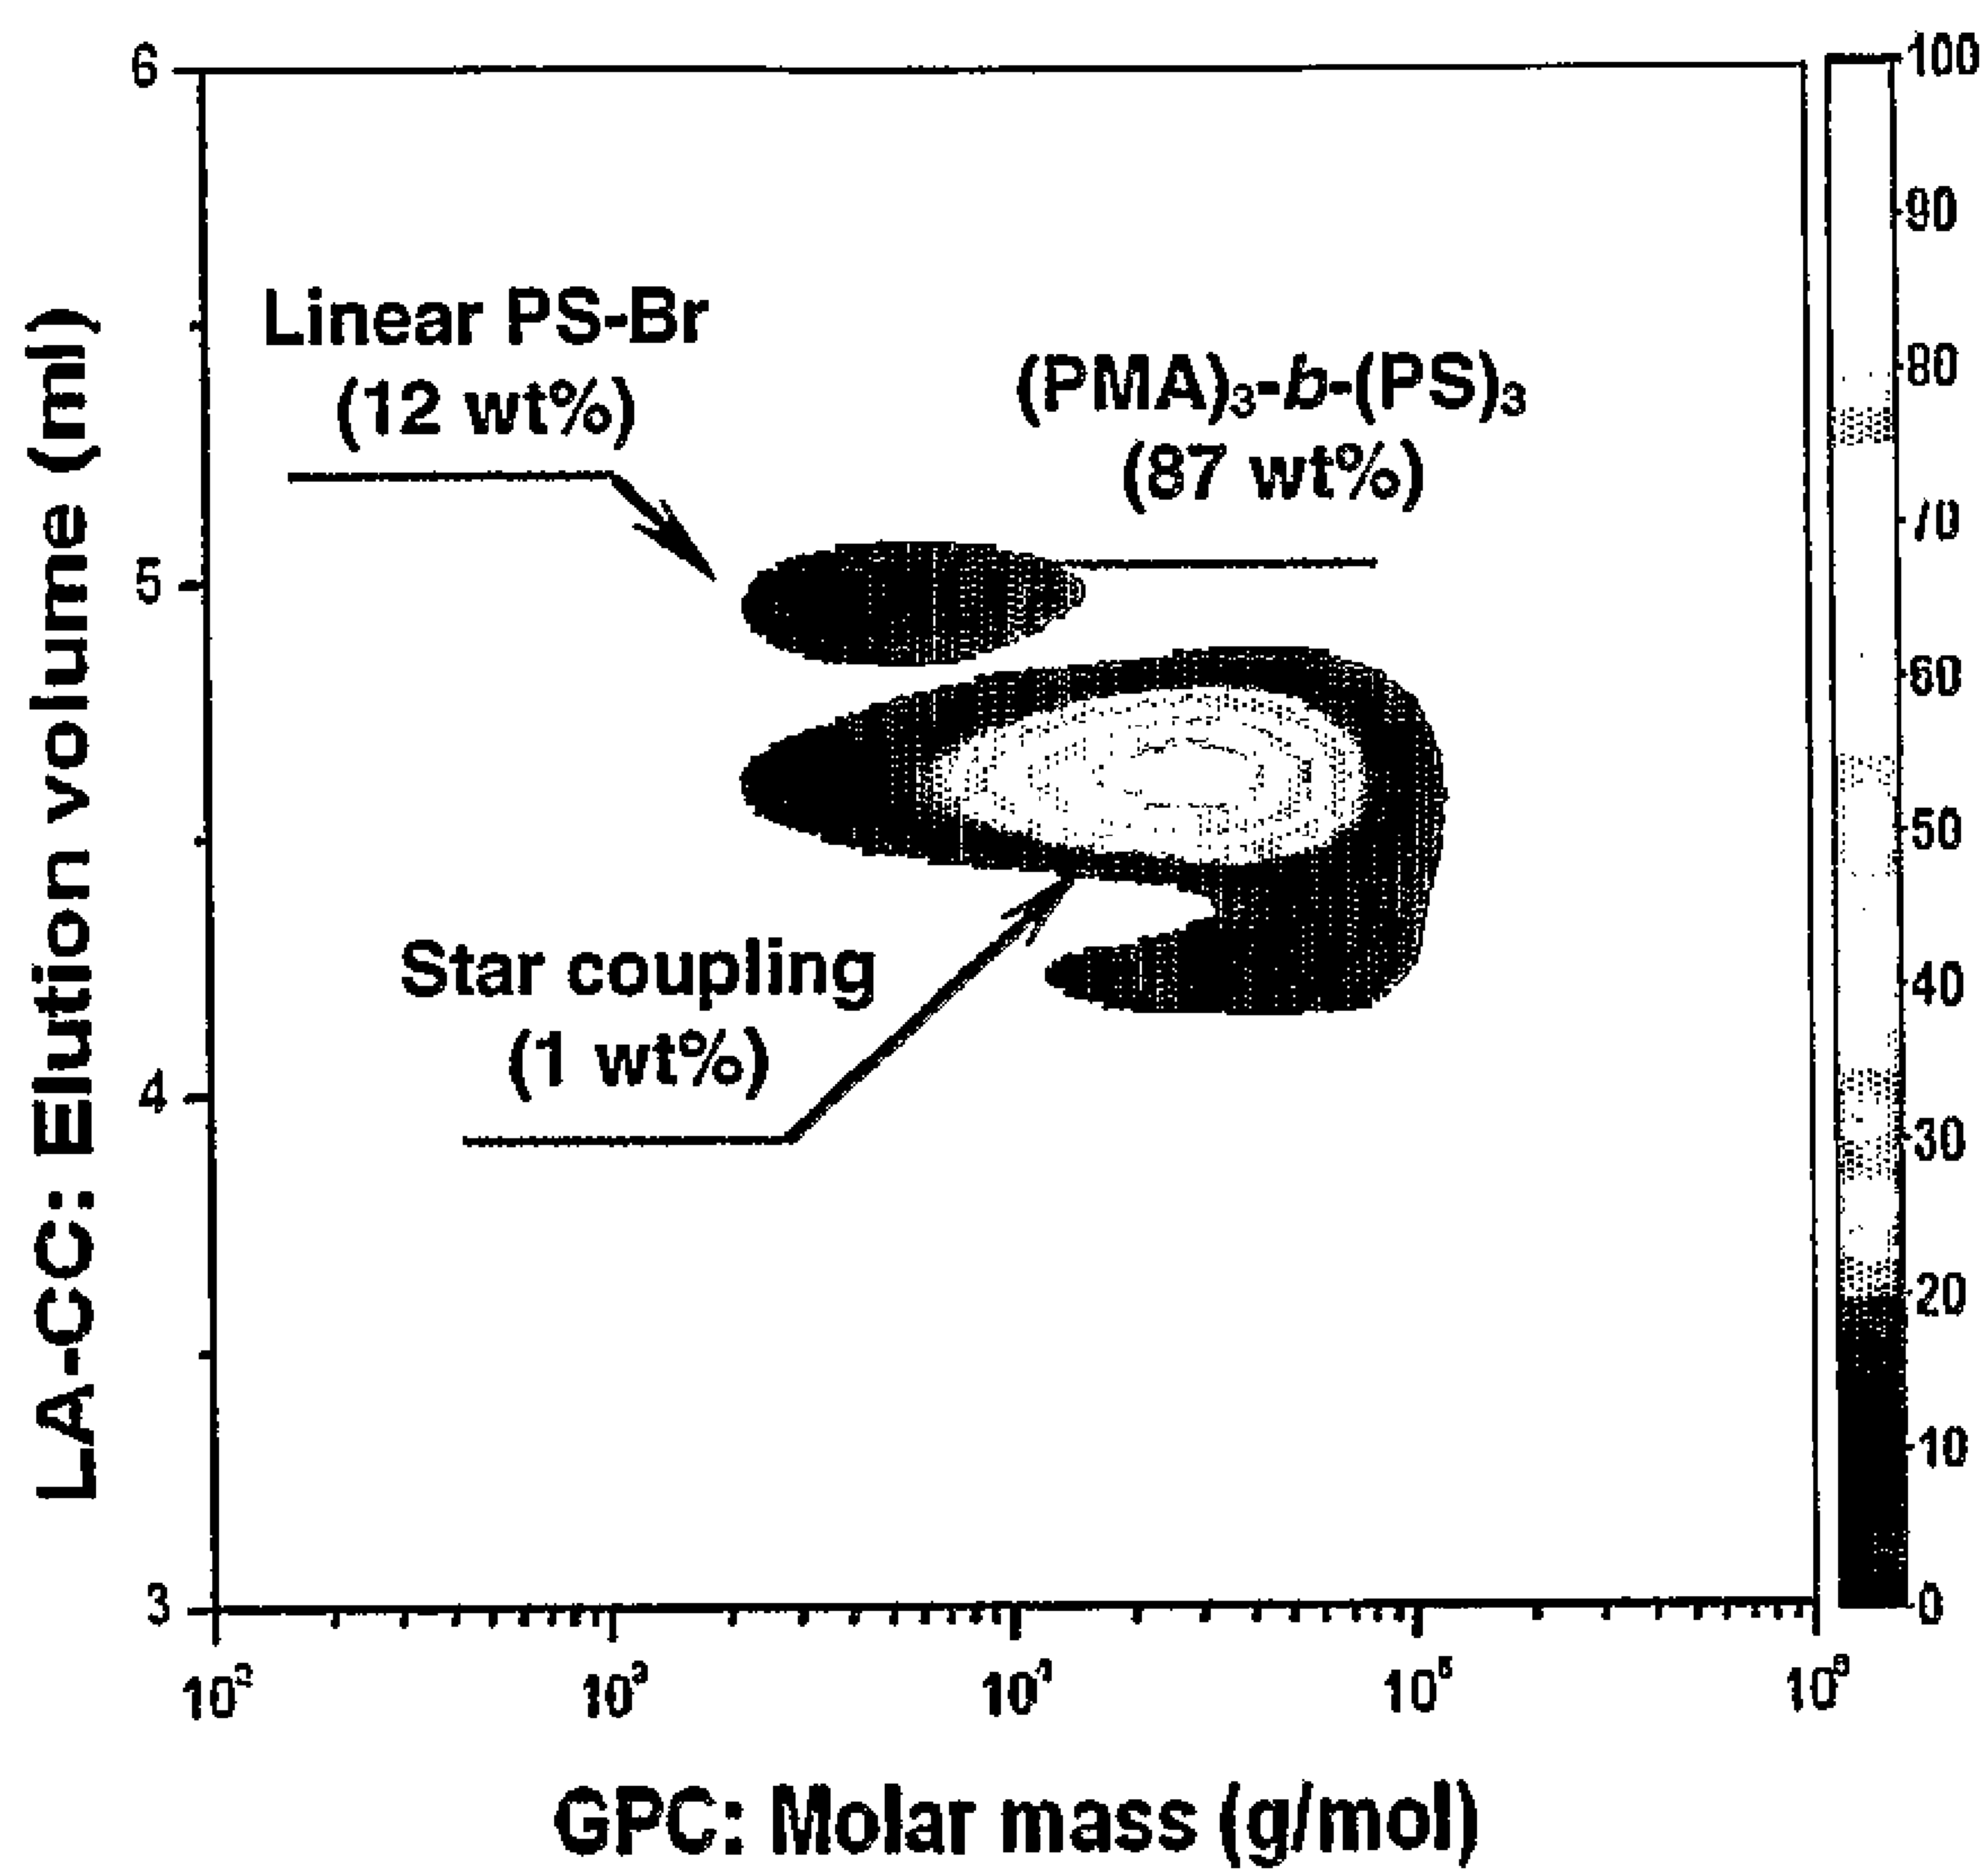 6
5
4
3
LA-CC: Elution volume (ml)
Linear PS-Br
(12 wt%)
(PMA)₃-b-(PS)₃
(87 wt%)
Star coupling
(1 wt%)
100
90
80
70
60
50
40
30
20
10
0
10²
10³
10⁴
10⁵
10⁶
GPC: Molar mass (g/mol)